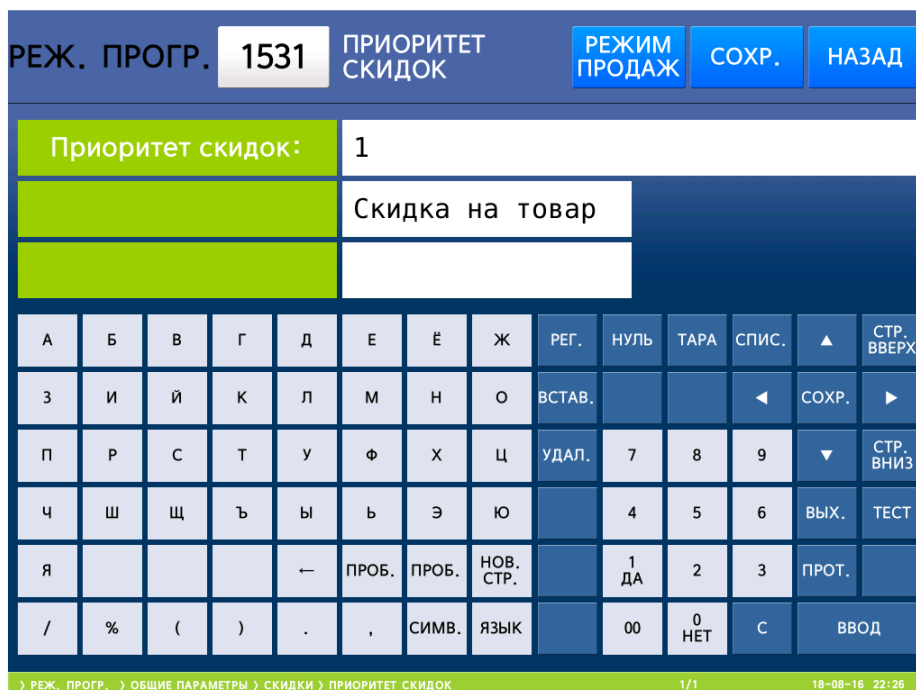 РЕЖ. ПРОГР. 1531 ПРИОРИТЕТ СКИДОК РЕЖИМ ПРОДАЖ СОХР. НАЗАД
Приоритет скидок: 1
Скидка на товар
А Б В Г Д Е Ё Ж РЕГ. НУЛЬ ТАРА СПИС. ▲ СТР. ВВЕРХ
З И Й К Л М Н О ВСТАВ. ◀ СОХР. ▶
П Р С Т У Ф Х Ц УДАЛ. 7 8 9 ▼ СТР. ВНИЗ
Ч Ш Щ Ъ Ы Ь Э Ю 4 5 6 ВЫХ. ТЕСТ
Я ← ПРОБ. ПРОБ. НОВ. СТР. 1 ДА 2 3 ПРОТ.
/ % ( ) . , СИМВ. ЯЗЫК 00 0 НЕТ С ВВОД
〉РЕЖ. ПРОГР. 〉ОБЩИЕ ПАРАМЕТРЫ 〉СКИДКИ 〉ПРИОРИТЕТ СКИДОК 1/1 18-08-16 22:26